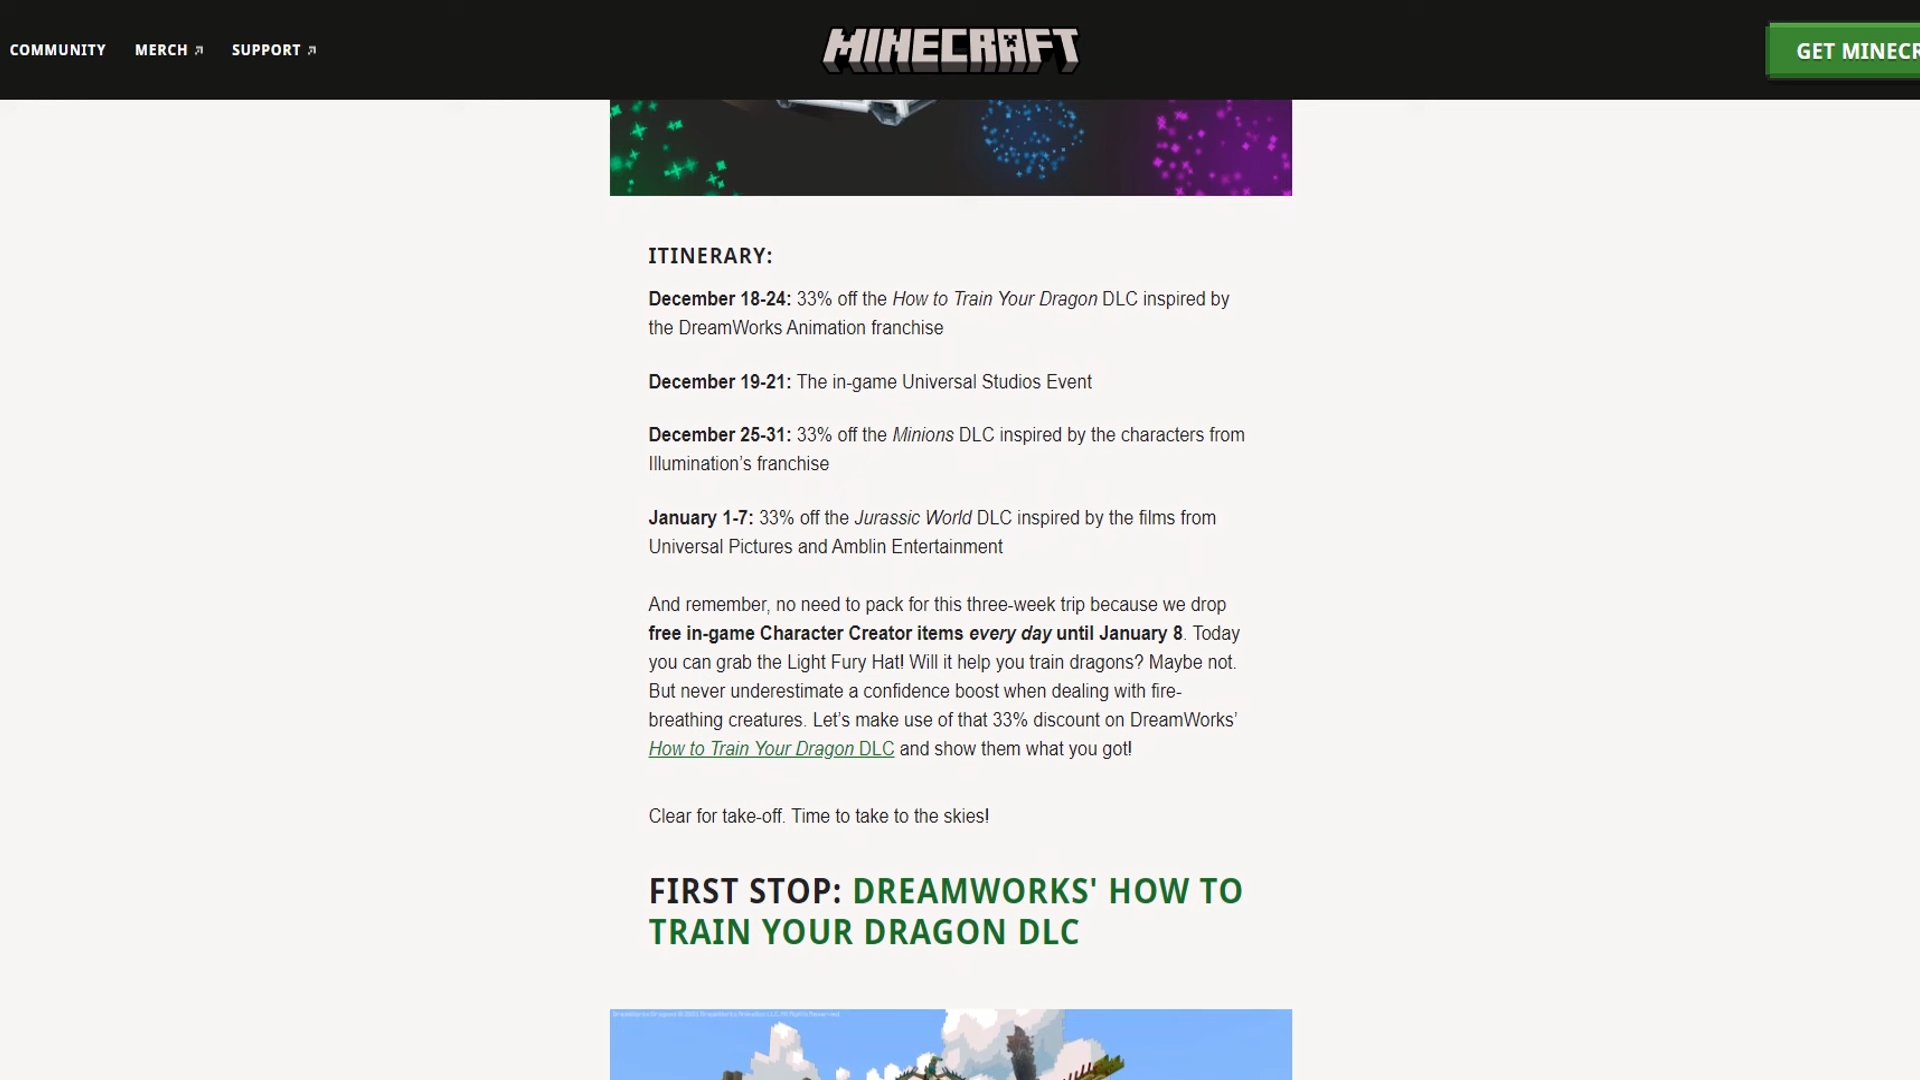 COMMUNITY MERCH SUPPORT MINECRAFT GET MINECR
ITINERARY:
December 18-24: 33% off the How to Train Your Dragon DLC inspired by
the DreamWorks Animation franchise
December 19-21: The in-game Universal Studios Event
December 25-31: 33% off the Minions DLC inspired by the characters from
Illumination’s franchise
January 1-7: 33% off the Jurassic World DLC inspired by the films from
Universal Pictures and Amblin Entertainment
And remember, no need to pack for this three-week trip because we drop
free in-game Character Creator items every day until January 8. Today
you can grab the Light Fury Hat! Will it help you train dragons? Maybe not.
But never underestimate a confidence boost when dealing with fire-
breathing creatures. Let’s make use of that 33% discount on DreamWorks’
How to Train Your Dragon DLC and show them what you got!
Clear for take-off. Time to take to the skies!
FIRST STOP: DREAMWORKS' HOW TO
TRAIN YOUR DRAGON DLC